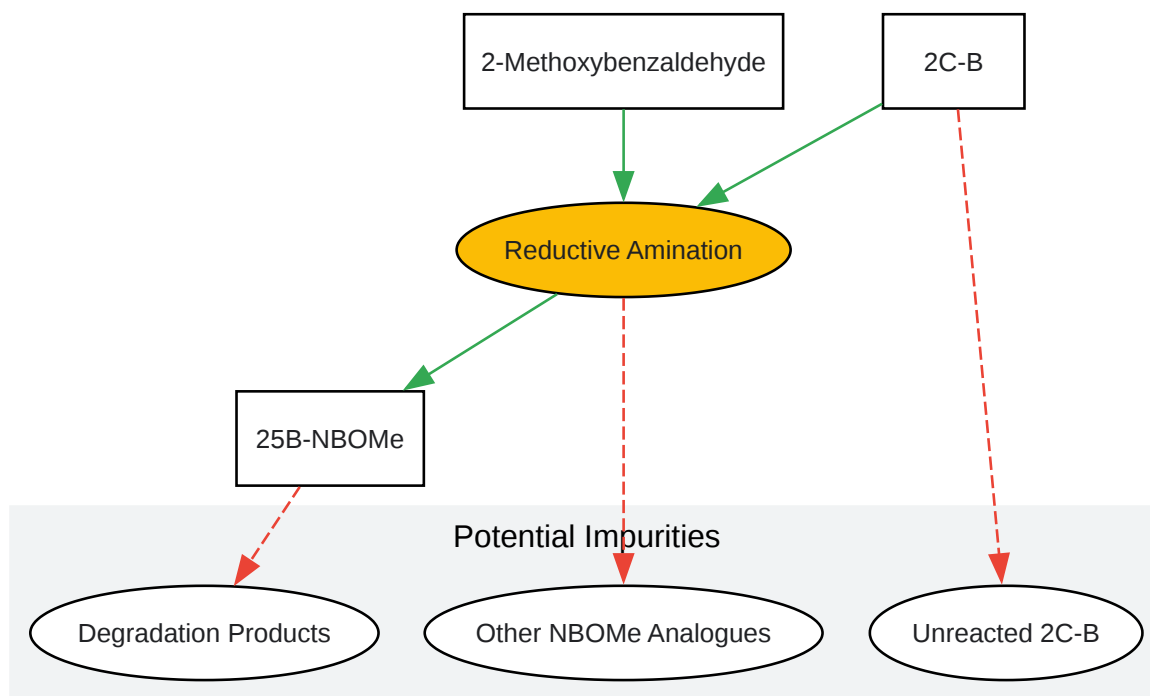 2-Methoxybenzaldehyde
2C-B
Reductive Amination
25B-NBOMe
Potential Impurities
Degradation Products
Other NBOMe Analogues
Unreacted 2C-B